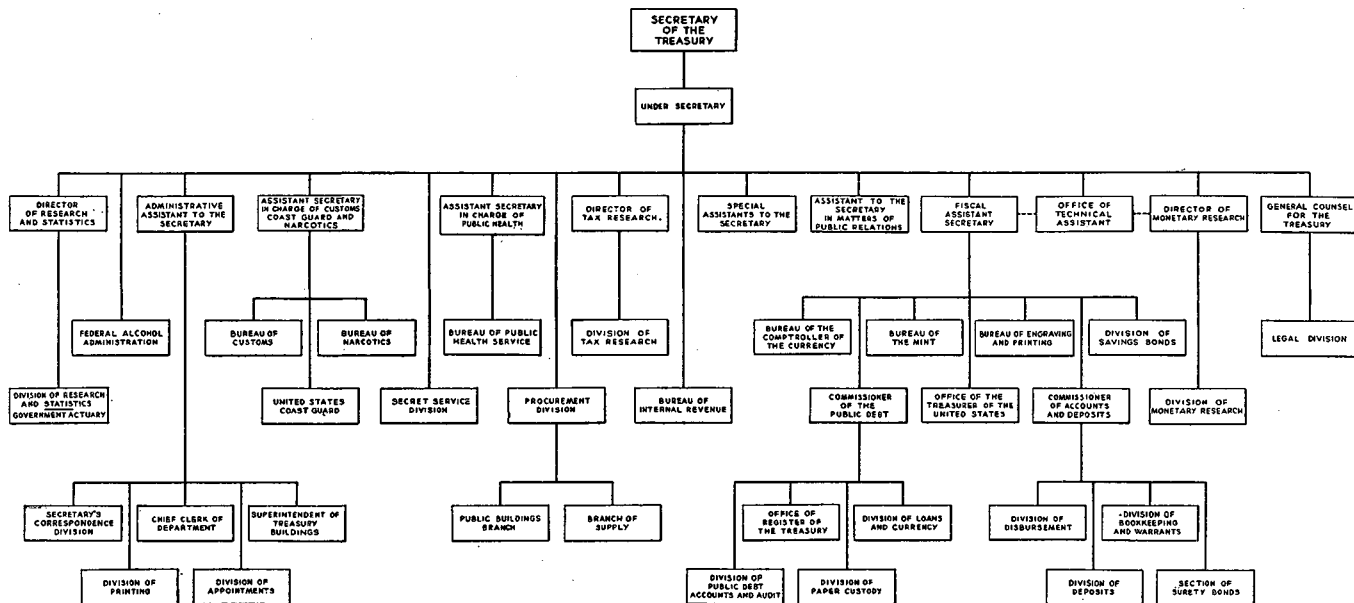 SECRETARY
OF THE
TREASURY
UNDER SECRETARY
DIRECTOR
OF RESEARCH
AND STATISTICS
ADMINISTRATIVE
ASSISTANT TO THE
SECRETARY
ASSISTANT SECRETARY
IN CHARGE OF CUSTOMS
COAST GUARD AND
NARCOTICS
ASSISTANT SECRETARY
IN CHARGE OF
PUBLIC HEALTH
DIRECTOR OF
TAX RESEARCH.
SPECIAL
ASSISTANTS TO THE
SECRETARY
ASSISTANT TO THE
SECRETARY
IN MATTERS OF
PUBLIC RELATIONS
FISCAL
ASSISTANT
SECRETARY
OFFICE OF
TECHNICAL
ASSISTANT
DIRECTOR OF
MONETARY RESEARCH
GENERAL COUNSEL
FOR THE
TREASURY
FEDERAL ALCOHOL
ADMINISTRATION
BUREAU OF
CUSTOMS
BUREAU OF
NARCOTICS
BUREAU OF PUBLIC
HEALTH SERVICE
DIVISION OF
TAX RESEARCH
BUREAU OF THE
COMPTROLLER OF
THE CURRENCY
BUREAU OF
THE MINT
BUREAU OF ENGRAVING
AND PRINTING
DIVISION OF
SAVINGS BONDS
LEGAL DIVISION
DIVISION OF RESEARCH
AND STATISTICS
GOVERNMENT ACTUARY
UNITED STATES
COAST GUARD
SECRET SERVICE
DIVISION
PROCUREMENT
DIVISION
BUREAU OF
INTERNAL REVENUE
COMMISSIONER
OF THE
PUBLIC DEBT
OFFICE OF THE
TREASURER OF THE
UNITED STATES
COMMISSIONER
OF ACCOUNTS
AND DEPOSITS
DIVISION OF
MONETARY RESEARCH
SECRETARY'S
CORRESPONDENCE
DIVISION
CHIEF CLERK OF
DEPARTMENT
SUPERINTENDENT OF
TREASURY
BUILDINGS
PUBLIC BUILDINGS
BRANCH
BRANCH OF
SUPPLY
OFFICE OF
REGISTER OF
THE TREASURY
DIVISION OF LOANS
AND CURRENCY
DIVISION OF
DISBURSEMENT
DIVISION OF
BOOKKEEPING
AND WARRANTS
DIVISION OF
PRINTING
DIVISION OF
APPOINTMENTS
DIVISION OF
PUBLIC DEBT
ACCOUNTS AND AUDIT
DIVISION OF
PAPER CUSTODY
DIVISION OF
DEPOSITS
SECTION OF
SURETY BONDS